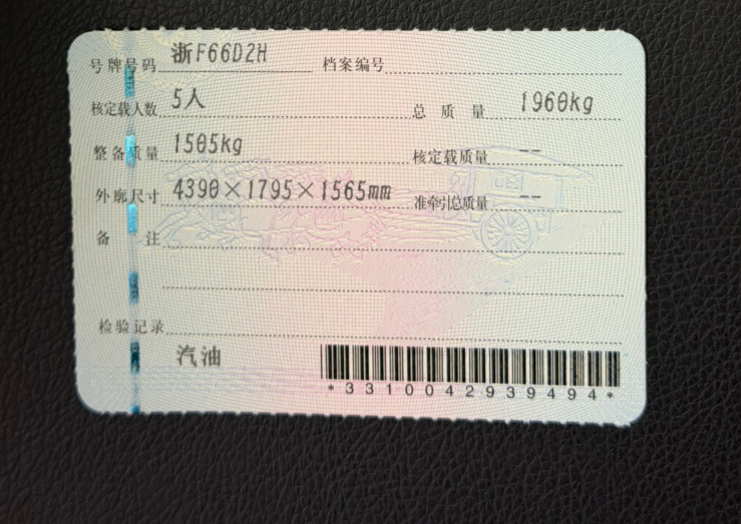 号牌号码 浙F66D2H 档案编号
核定载人数 5人 总质量 1960kg
整备质量 1505kg 核定载质量 --
外廓尺寸 4390×1795×1565mm 准牵引总质量 --
备注
检验记录
汽油
*3310042939494*